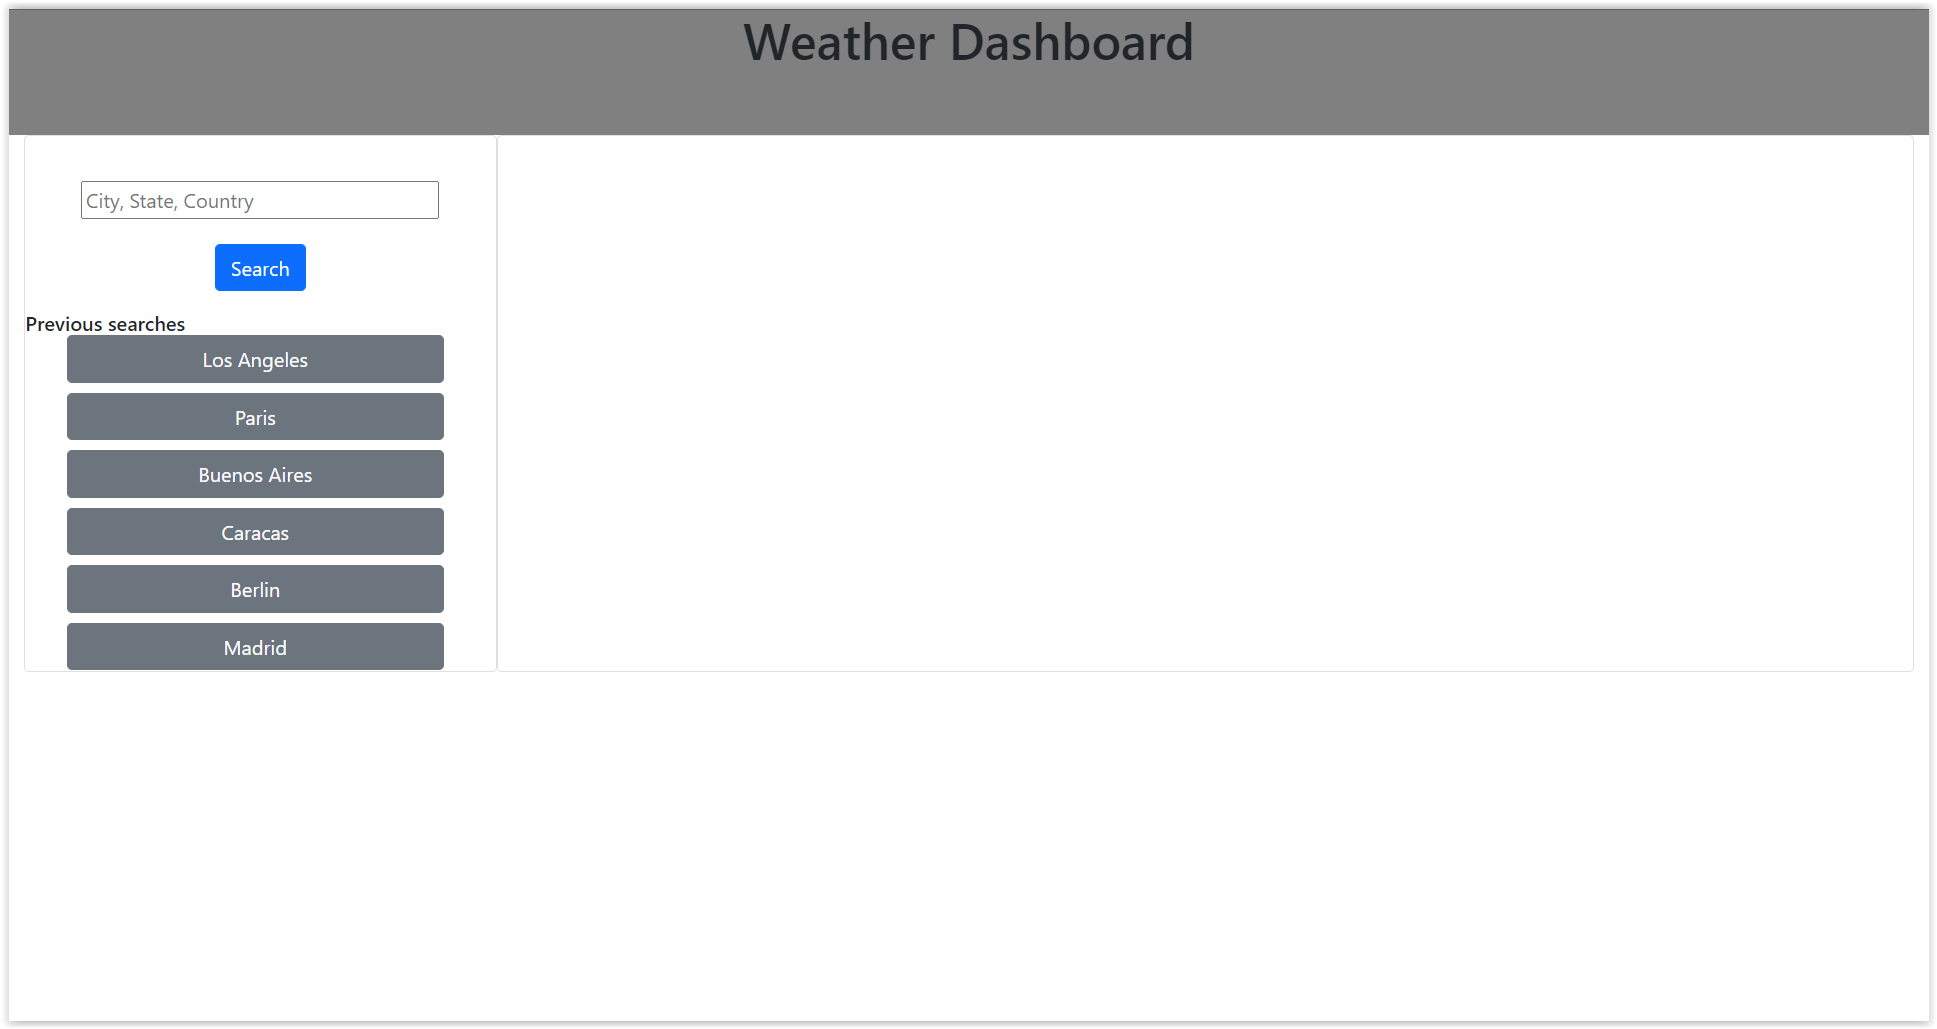 Weather Dashboard
City, State, Country
Search
Previous searches
Los Angeles
Paris
Buenos Aires
Caracas
Berlin
Madrid